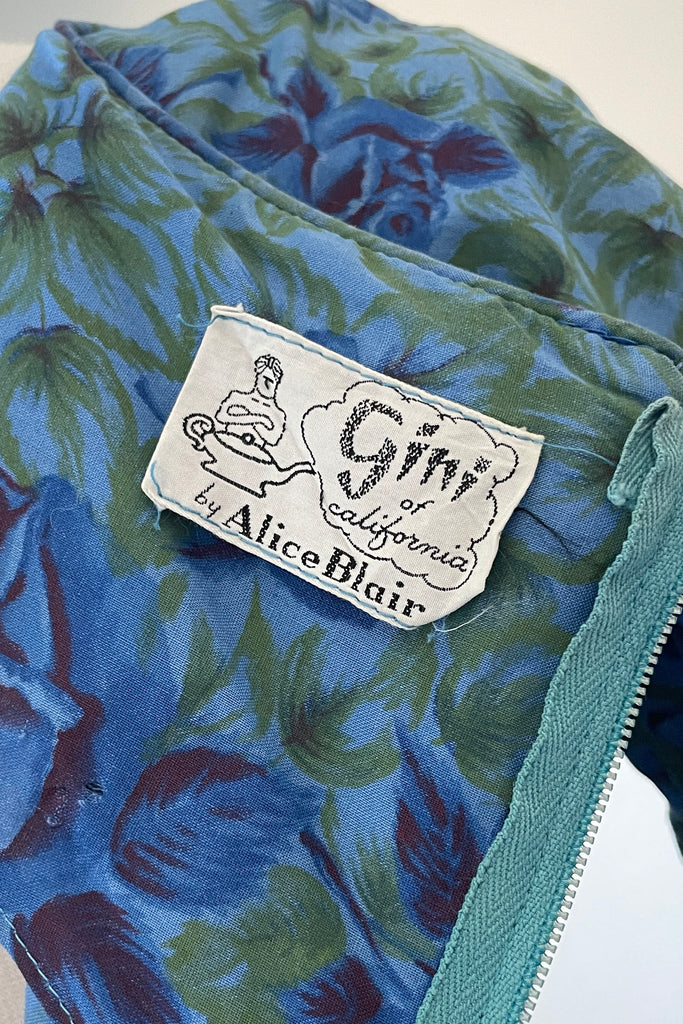 gini
of
california
by Alice Blair